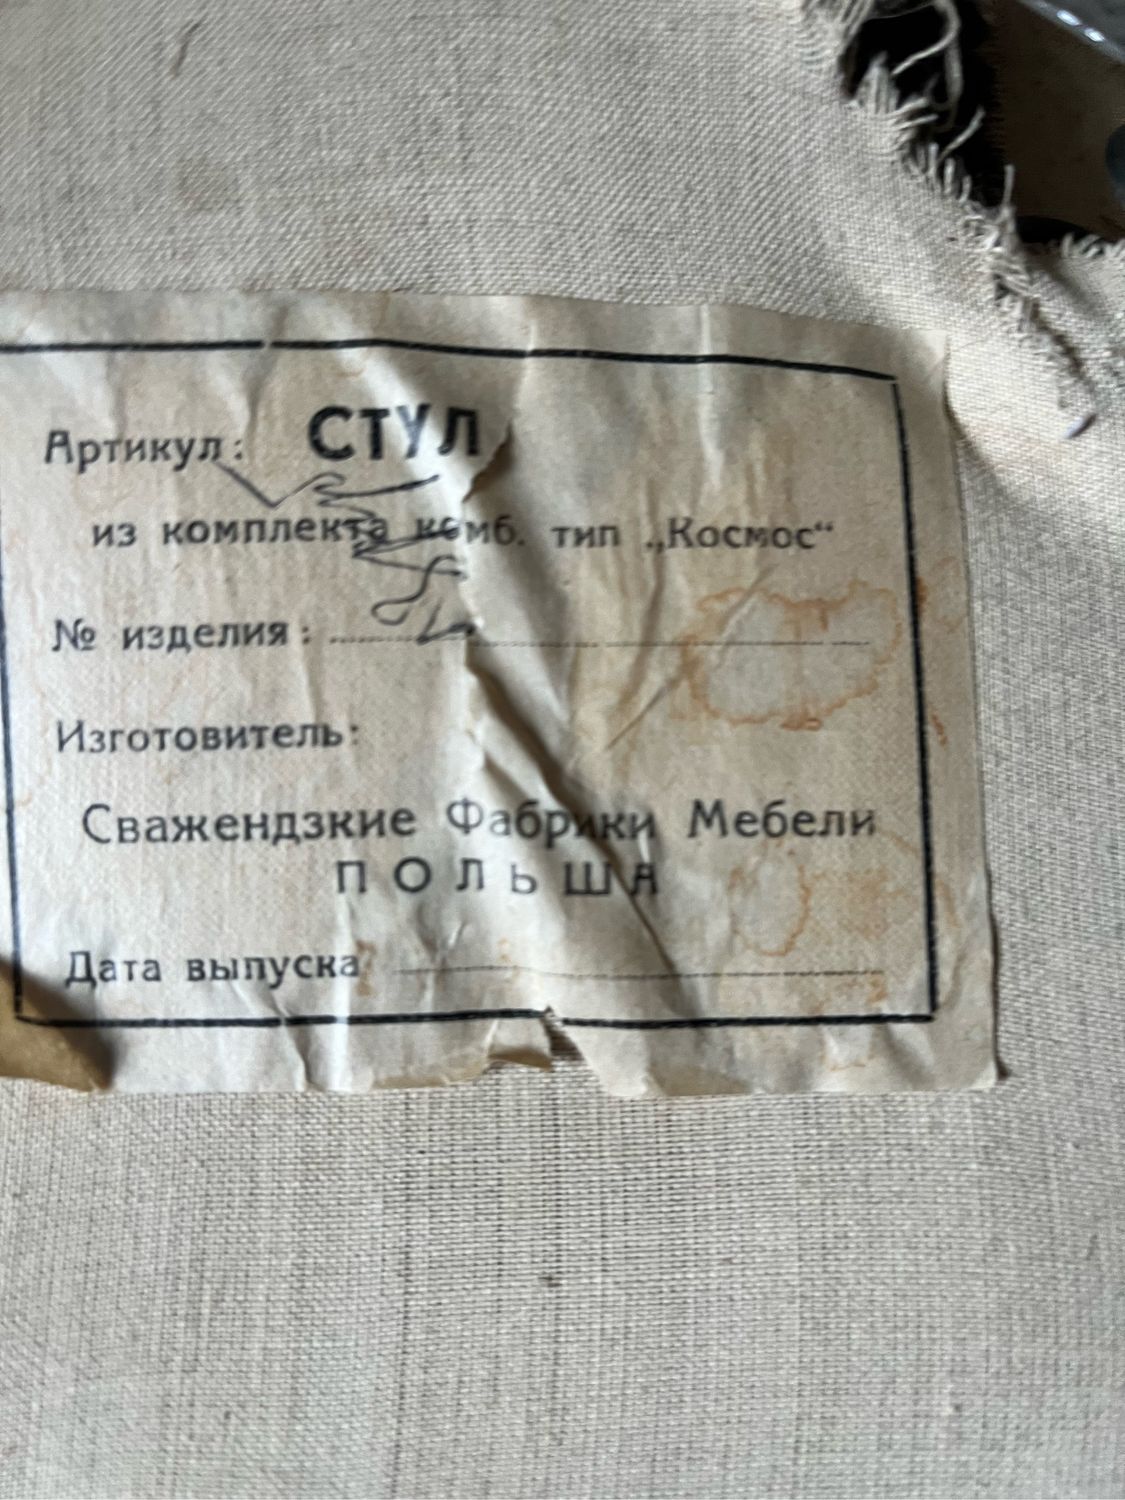 Артикул: СТУЛ
из комплекта комб. тип „Космос“
№ изделия:
Изготовитель:
Сважендзкие Фабрики Мебели
ПОЛЬША
Дата выпуска